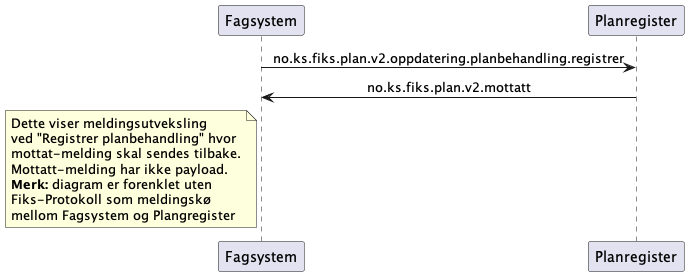 Fagsystem
Planregister
no.ks.fiks.plan.v2.oppdatering.planbehandling.registrer
no.ks.fiks.plan.v2.mottatt
Dette viser meldingsutveksling
ved "Registrer planbehandling" hvor
mottat-melding skal sendes tilbake.
Mottatt-melding har ikke payload.
Merk: diagram er forenklet uten
Fiks-Protokoll som meldingskø
mellom Fagsystem og Plangregister
Fagsystem
Planregister